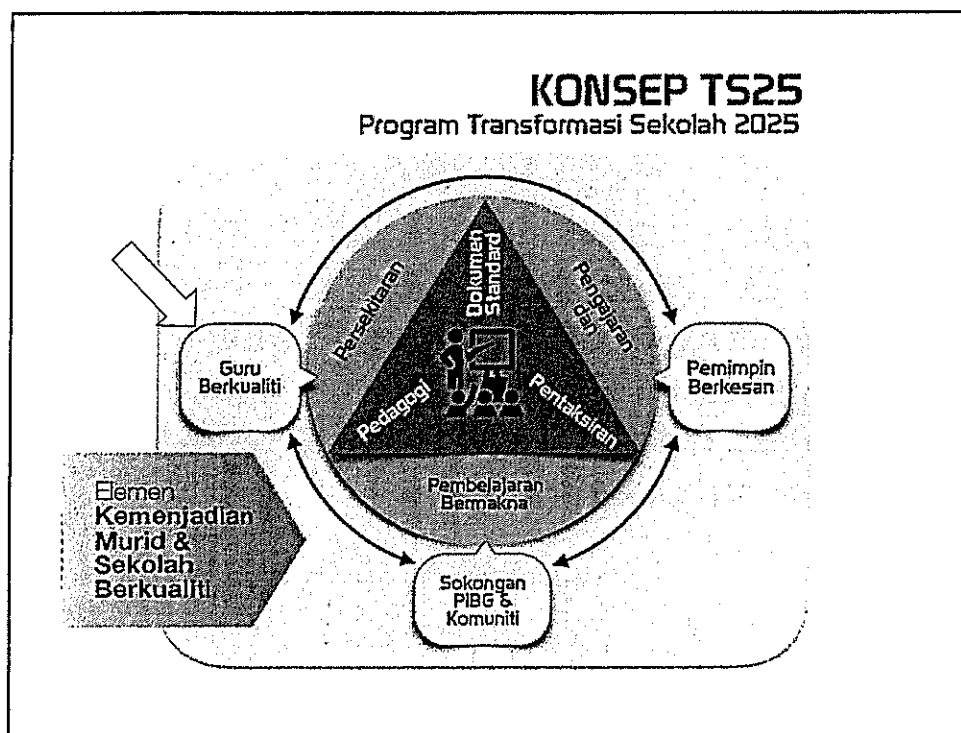 KONSEP TS25
Program Transformasi Sekolah 2025
Persekitaran
Dokumen
Standard
Pengajaran
dan
Guru
Berkualiti
Pedagogi
Pentaksiran
Pemimpin
Berkesan
Pembelajaran
Bermakna
Elemen
Kemenjadian
Murid &
Sekolah
Berkualiti
Sokongan
PIBG &
Komuniti